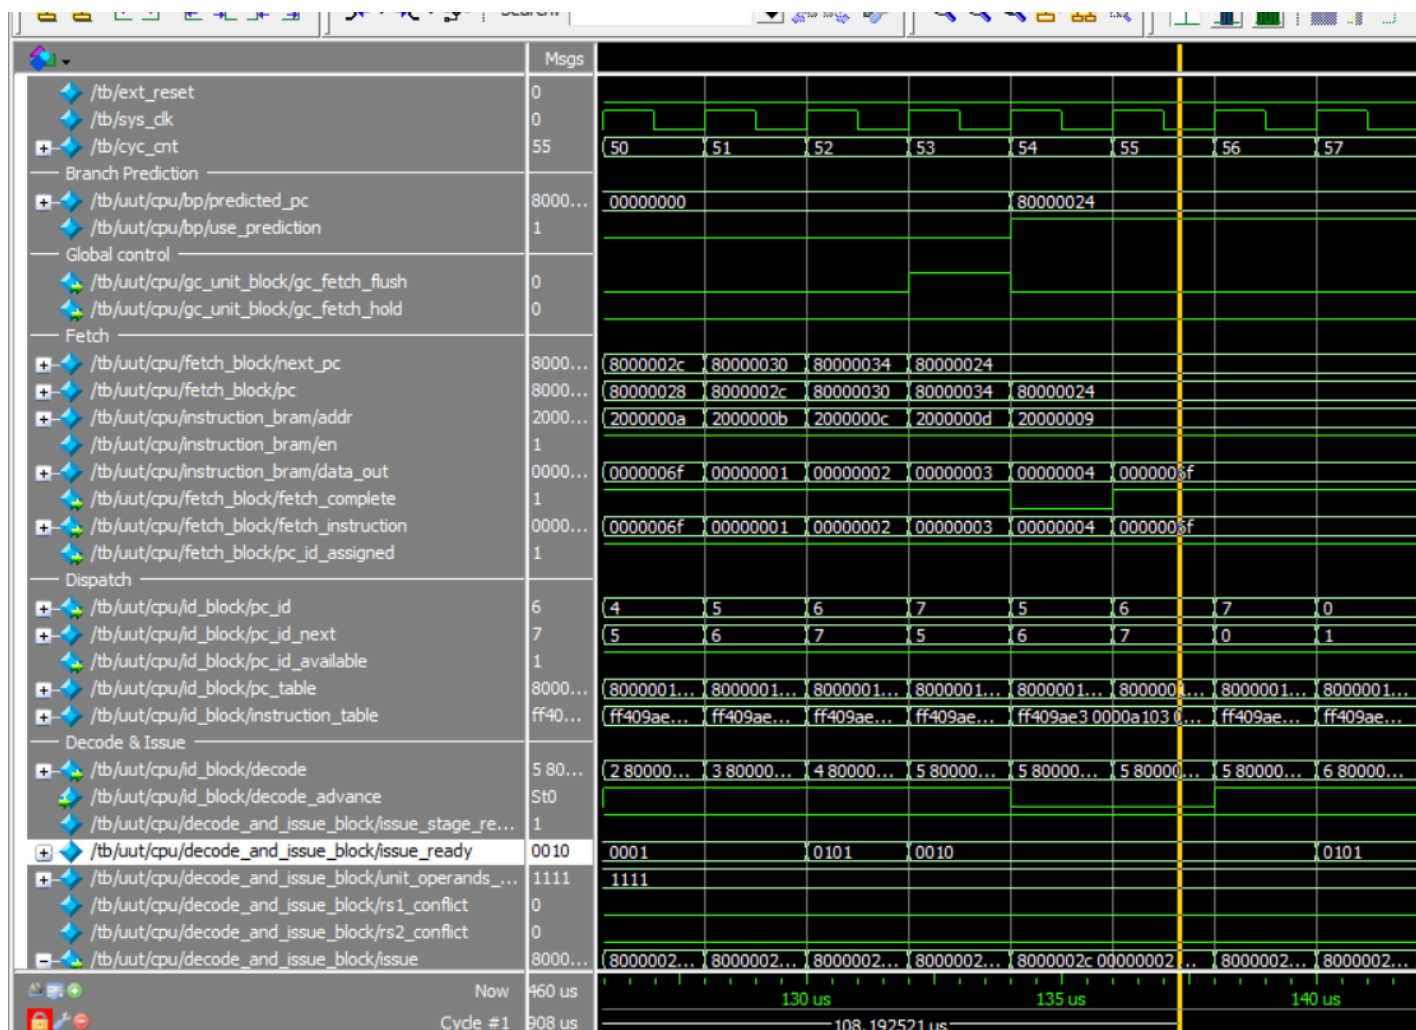 Msgs
/tb/ext_reset 0
/tb/sys_clk 0
/tb/cyc_cnt 55 50 51 52 53 54 55 56 57
Branch Prediction
/tb/uut/cpu/bp/predicted_pc 8000... 00000000 80000024
/tb/uut/cpu/bp/use_prediction 1
Global control
/tb/uut/cpu/gc_unit_block/gc_fetch_flush 0
/tb/uut/cpu/gc_unit_block/gc_fetch_hold 0
Fetch
/tb/uut/cpu/fetch_block/next_pc 8000... 8000002c 80000030 80000034 80000024
/tb/uut/cpu/fetch_block/pc 8000... 80000028 8000002c 80000030 80000034 80000024
/tb/uut/cpu/instruction_bram/addr 2000... 2000000a 2000000b 2000000c 2000000d 20000009
/tb/uut/cpu/instruction_bram/en 1
/tb/uut/cpu/instruction_bram/data_out 0000... 0000006f 00000001 00000002 00000003 00000004 0000006f
/tb/uut/cpu/fetch_block/fetch_complete 1
/tb/uut/cpu/fetch_block/fetch_instruction 0000... 0000006f 00000001 00000002 00000003 00000004 0000006f
/tb/uut/cpu/fetch_block/pc_id_assigned 1
Dispatch
/tb/uut/cpu/id_block/pc_id 6 4 5 6 7 5 6 7 0
/tb/uut/cpu/id_block/pc_id_next 7 5 6 7 5 6 7 0 1
/tb/uut/cpu/id_block/pc_id_available 1
/tb/uut/cpu/id_block/pc_table 8000... 8000001... 8000001... 8000001... 8000001... 8000001... 8000001... 8000001... 8000001...
/tb/uut/cpu/id_block/instruction_table ff40... ff409ae... ff409ae... ff409ae... ff409ae... ff409ae3 0000a103 ff409ae... ff409ae...
Decode & Issue
/tb/uut/cpu/id_block/decode 5 80... 2 80000... 3 80000... 4 80000... 5 80000... 5 80000... 5 80000... 5 80000... 6 80000...
/tb/uut/cpu/id_block/decode_advance St0
/tb/uut/cpu/decode_and_issue_block/issue_stage_re... 1
/tb/uut/cpu/decode_and_issue_block/issue_ready 0010 0001 0101 0010 0101
/tb/uut/cpu/decode_and_issue_block/unit_operands_... 1111 1111
/tb/uut/cpu/decode_and_issue_block/rs1_conflict 0
/tb/uut/cpu/decode_and_issue_block/rs2_conflict 0
/tb/uut/cpu/decode_and_issue_block/issue 8000... 8000002... 8000002... 8000002... 8000002... 8000002c 00000002 ... 8000002... 8000002...
Now 460 us 130 us 135 us 140 us
Cycle #1 908 us 108.192521 us